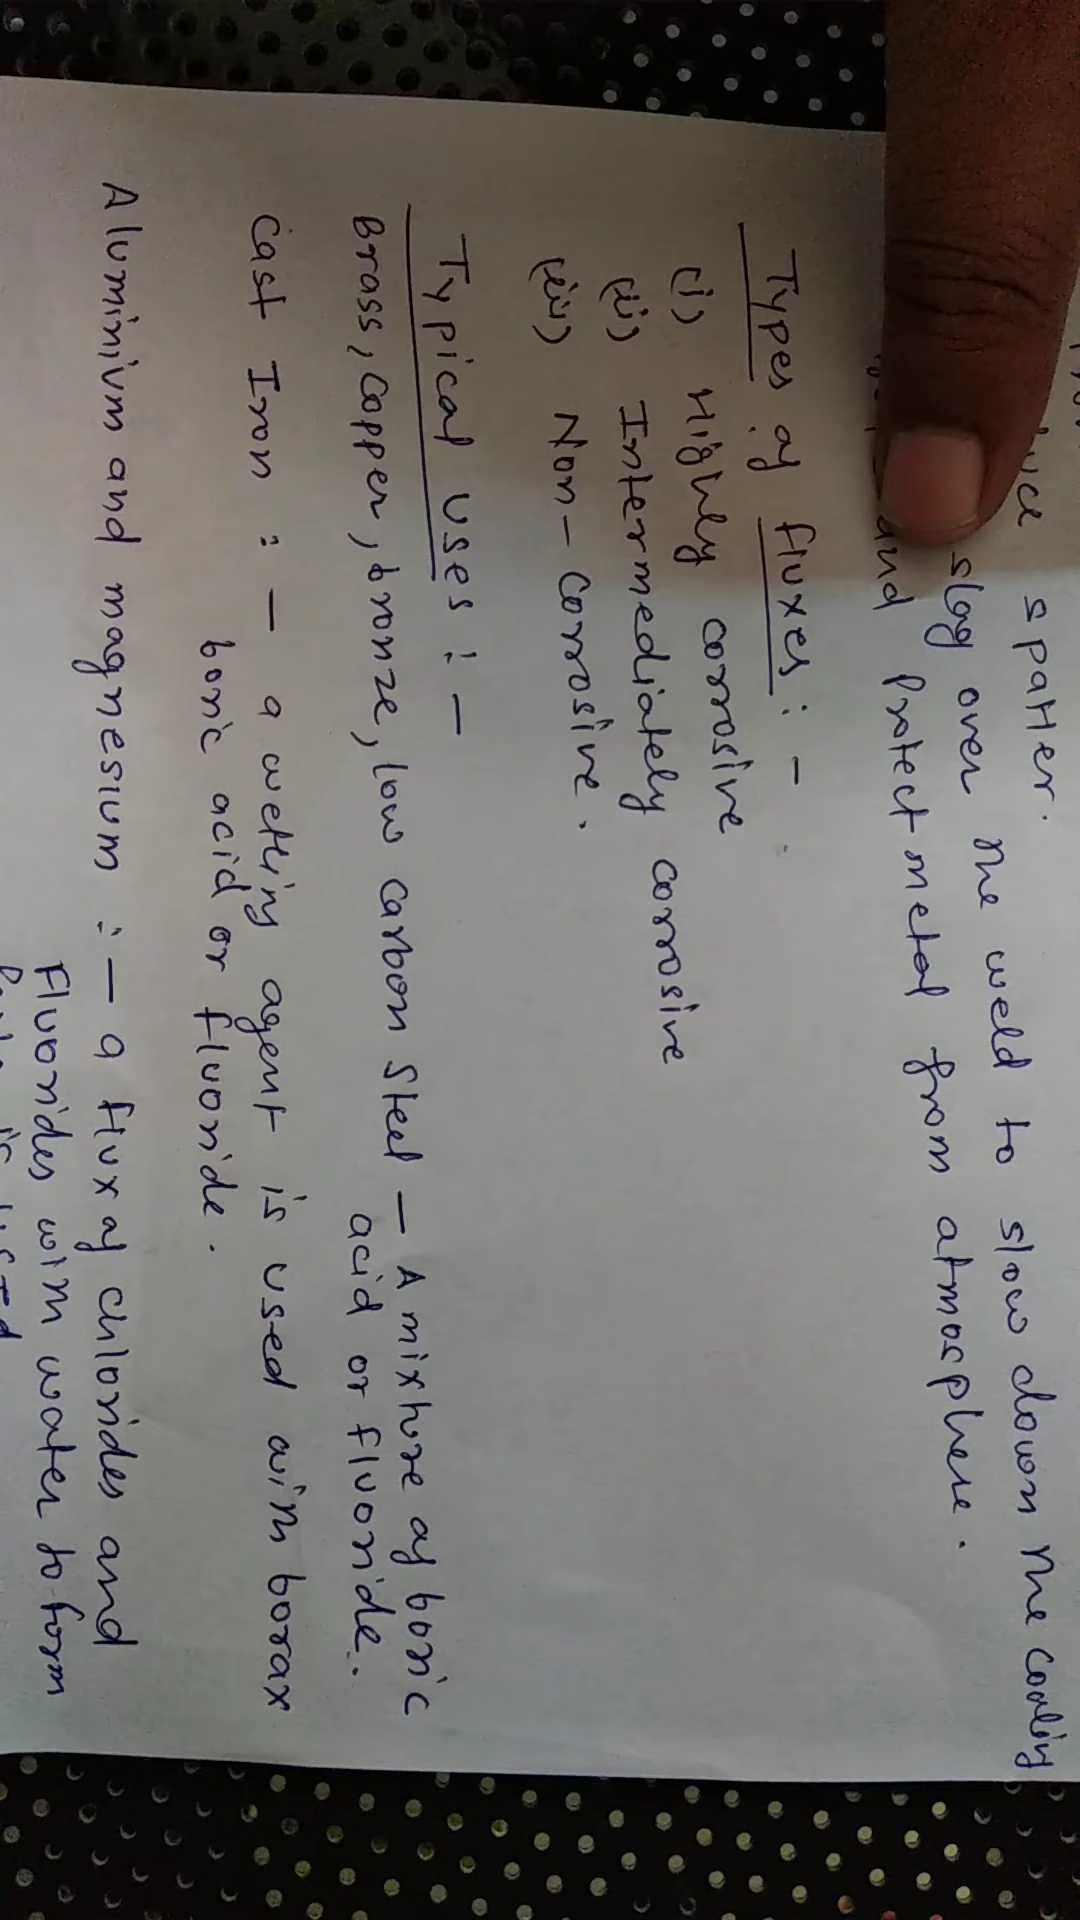 spatter.
slag over the weld to slow down the cooling
and protect metal from atmosphere.
Types of fluxes : -
(i) Highly corrosive
(ii) Intermediately corrosive
(iii) Non-corrosive.
Typical uses : -
Brass, Copper, bronze, low carbon steel - A mixture of boric
acid or fluoride.
Cast Iron : - a wetting agent is used with borax
boric acid or fluoride.
Aluminium and magnesium : - a flux of chlorides and
Fluorides with water to form
is used